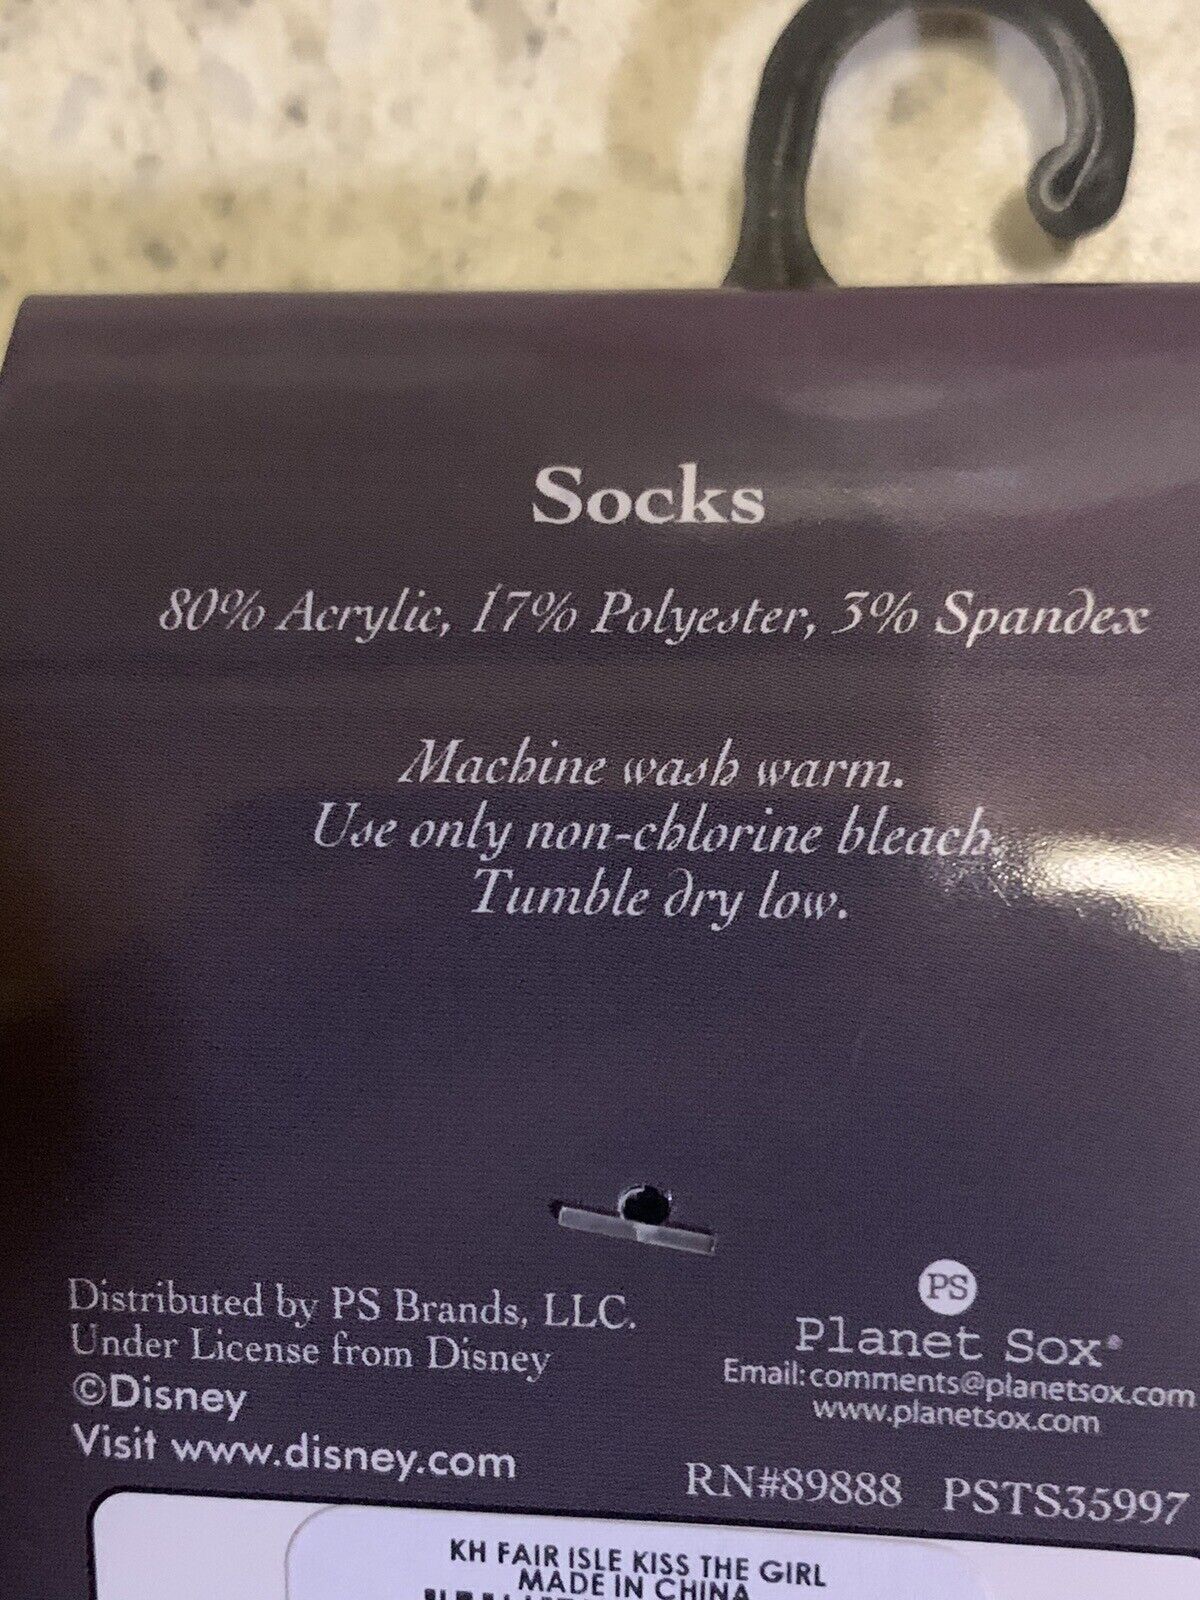 Socks
80% Acrylic, 17% Polyester, 3% Spandex
Machine wash warm.
Use only non-chlorine bleach.
Tumble dry low.
Distributed by PS Brands, LLC.
Under License from Disney
©Disney
Visit www.disney.com
PS
Planet Sox®
Email:comments@planetsox.com
www.planetsox.com
RN#89888 PSTS35997
KH FAIR ISLE KISS THE GIRL
MADE IN CHINA